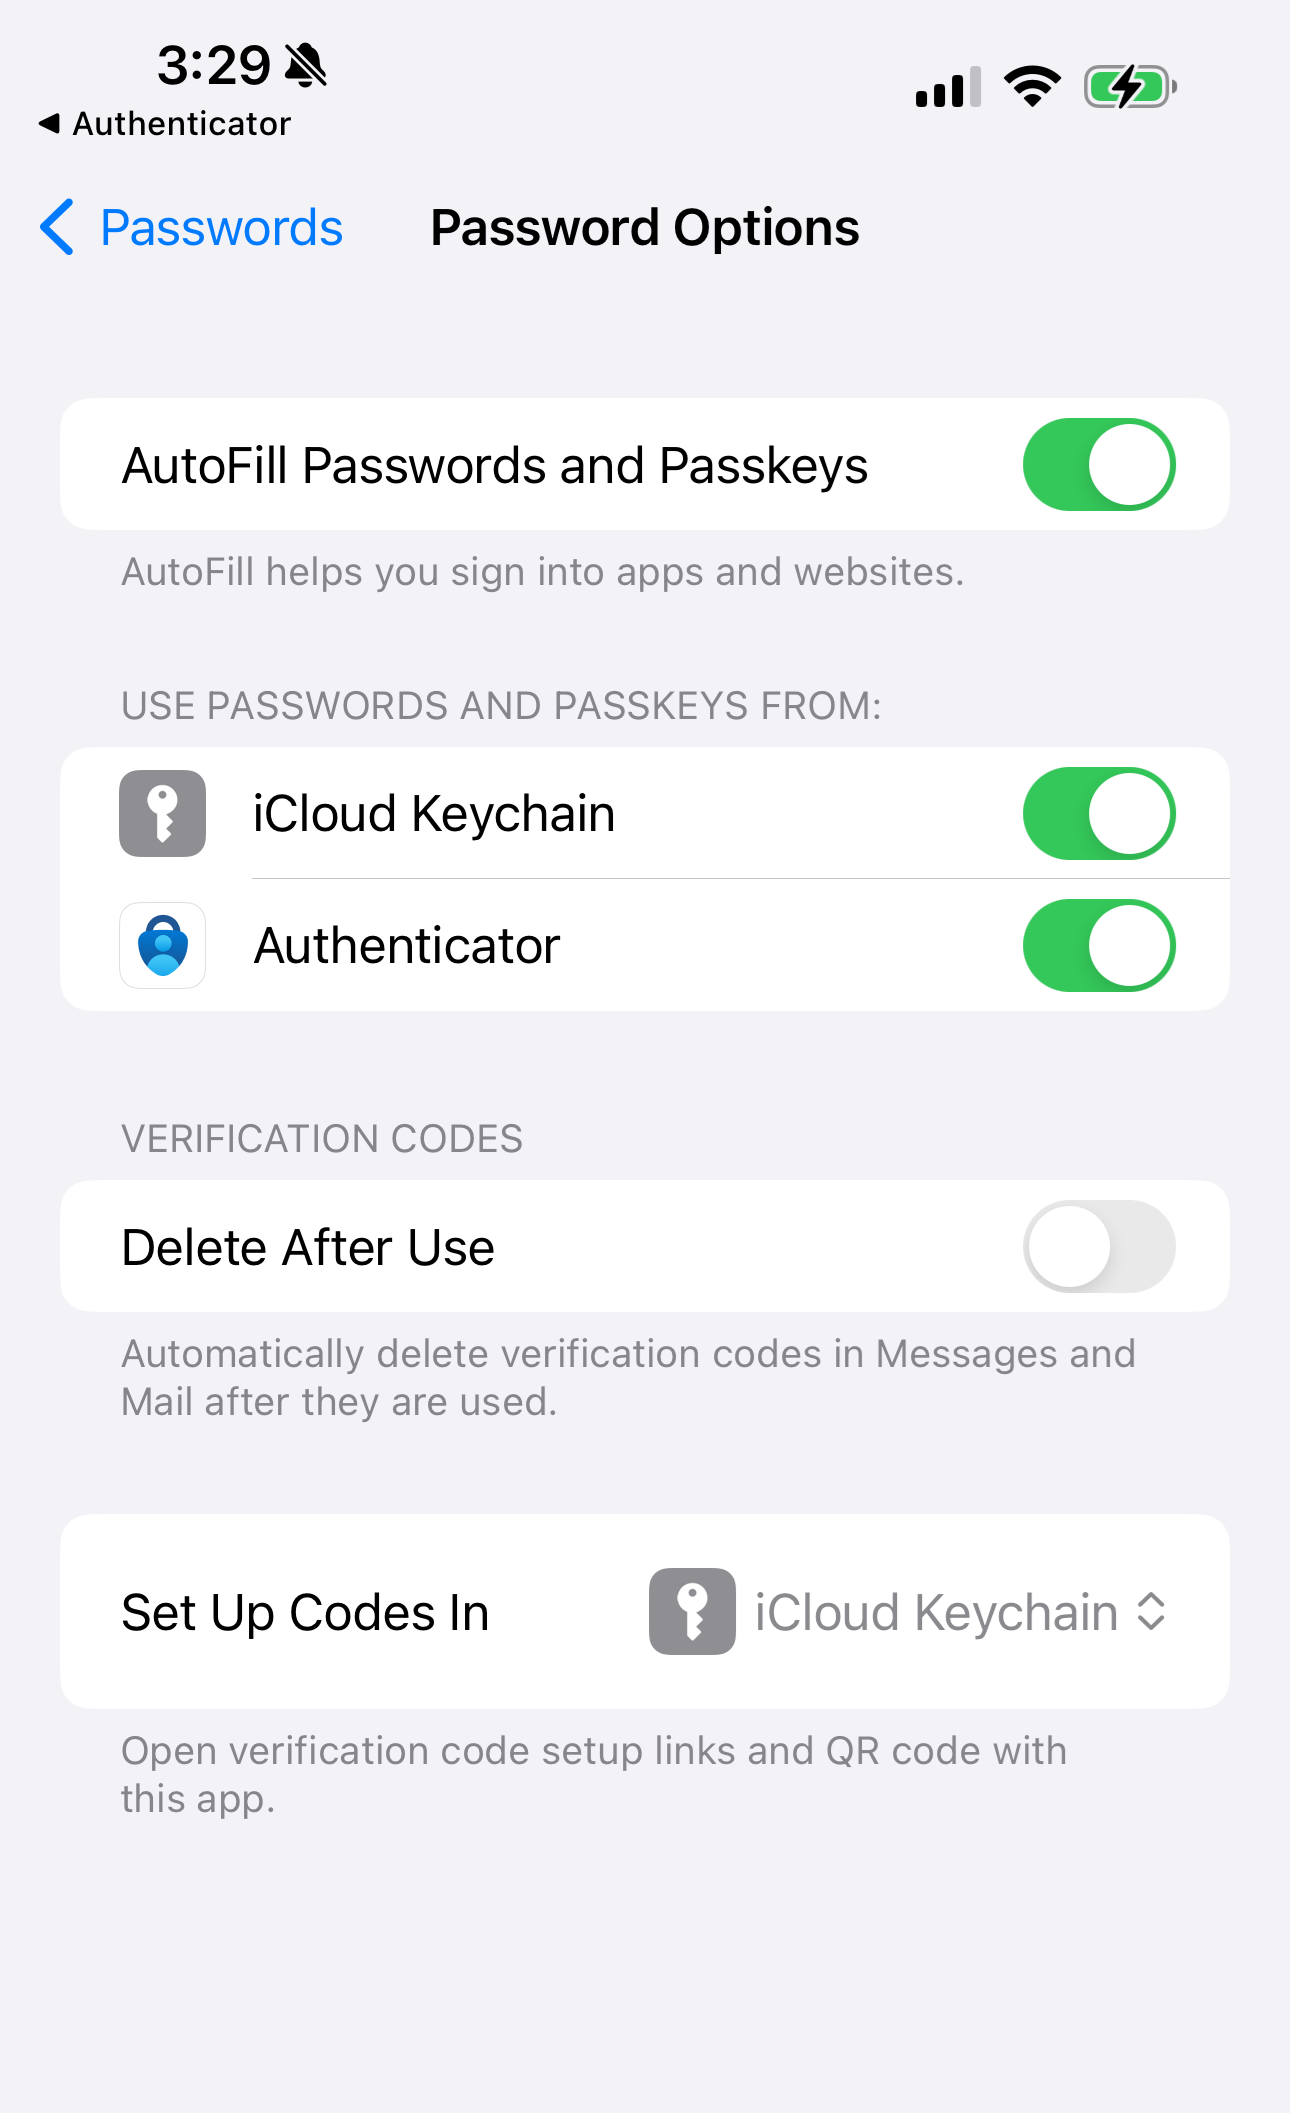 3:29
Authenticator
Passwords
Password Options
AutoFill Passwords and Passkeys
AutoFill helps you sign into apps and websites.
USE PASSWORDS AND PASSKEYS FROM:
iCloud Keychain
Authenticator
VERIFICATION CODES
Delete After Use
Automatically delete verification codes in Messages and
Mail after they are used.
Set Up Codes In
iCloud Keychain
Open verification code setup links and QR code with
this app.